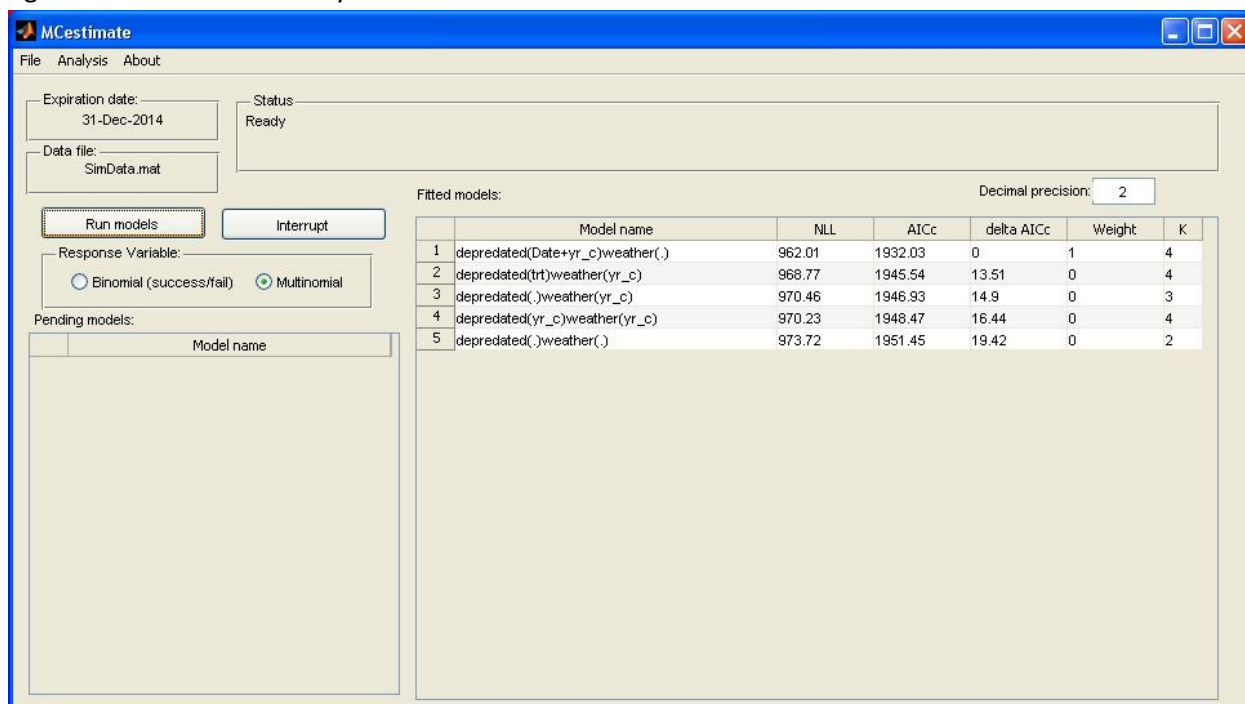 MCestimate
File Analysis About
Expiration date:
31-Dec-2014
Status
Ready
Data file:
SimData.mat
Fitted models:
Decimal precision: 2
Run models Interrupt
Response Variable:
Binomial (success/fail) Multinomial
Pending models:
Model name
Model name NLL AICc delta AICc Weight K
1 depredated(Date+yr_c)weather(.) 962.01 1932.03 0 1 4
2 depredated(trt)weather(yr_c) 968.77 1945.54 13.51 0 4
3 depredated(.)weather(yr_c) 970.46 1946.93 14.9 0 3
4 depredated(yr_c)weather(yr_c) 970.23 1948.47 16.44 0 4
5 depredated(.)weather(.) 973.72 1951.45 19.42 0 2